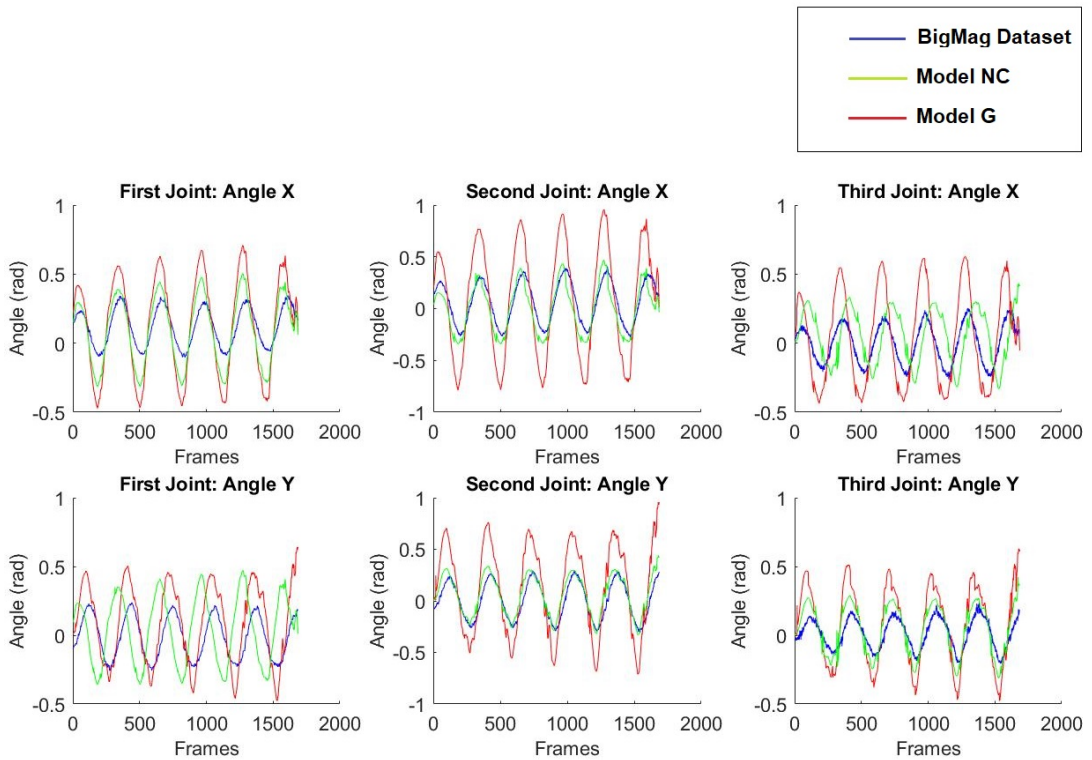 BigMag Dataset
Model NC
Model G
First Joint: Angle X
Second Joint: Angle X
Third Joint: Angle X
1
0.5
0
-0.5
Angle (rad)
0 500 1000 1500 2000
Frames
1
0.5
0
-0.5
-1
Angle (rad)
0 500 1000 1500 2000
Frames
1
0.5
0
-0.5
Angle (rad)
0 500 1000 1500 2000
Frames
First Joint: Angle Y
Second Joint: Angle Y
Third Joint: Angle Y
1
0.5
0
-0.5
Angle (rad)
0 500 1000 1500 2000
Frames
1
0.5
0
-0.5
-1
Angle (rad)
0 500 1000 1500 2000
Frames
1
0.5
0
-0.5
Angle (rad)
0 500 1000 1500 2000
Frames